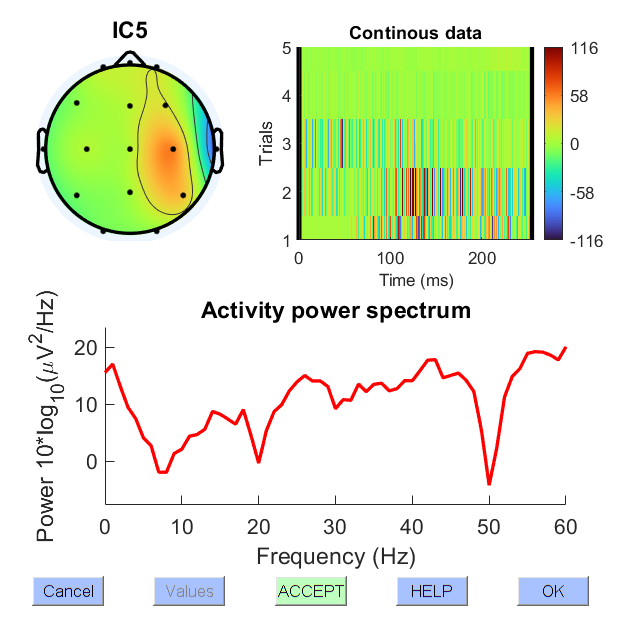 IC5
Continous data
Trials
5
4
3
2
1
0
100
200
Time (ms)
116
58
0
-58
-116
Activity power spectrum
Power 10*log10(μV2/Hz)
20
10
0
0
10
20
30
40
50
60
Frequency (Hz)
Cancel
Values
ACCEPT
HELP
OK